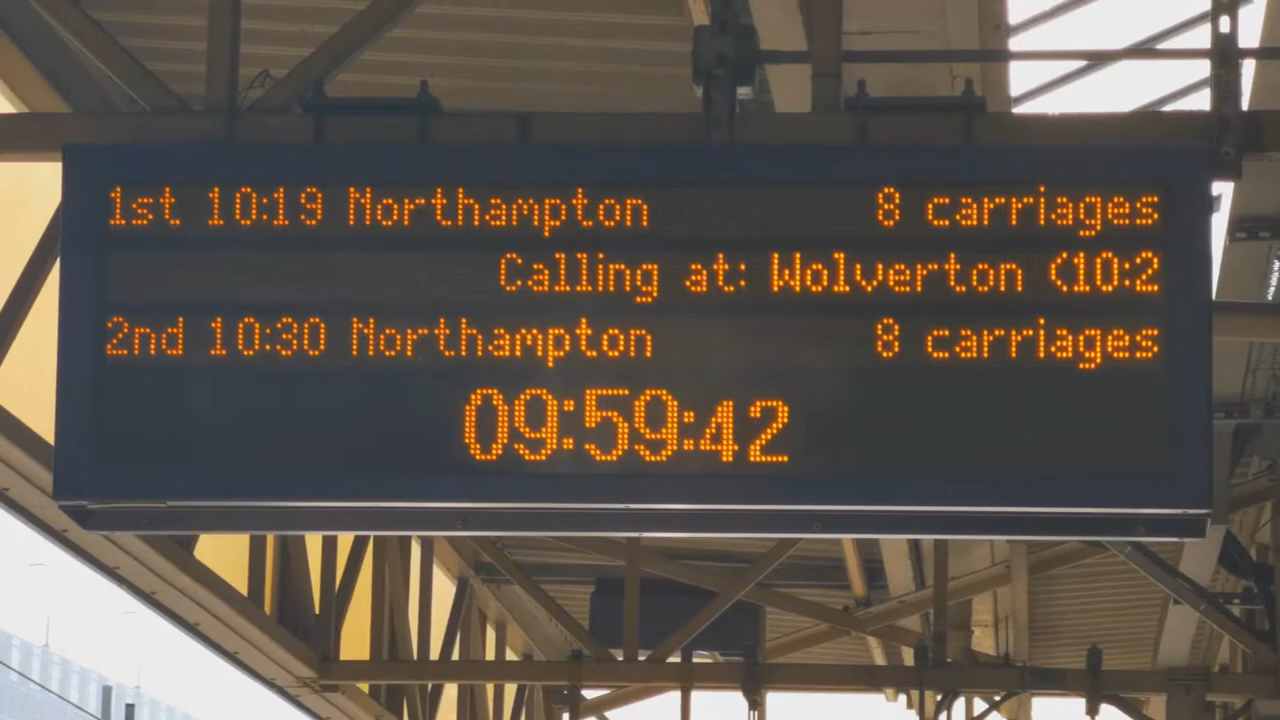 1st 10:19 Northampton 8 carriages
Calling at: Wolverton (10:2
2nd 10:30 Northampton 8 carriages
09:59:42